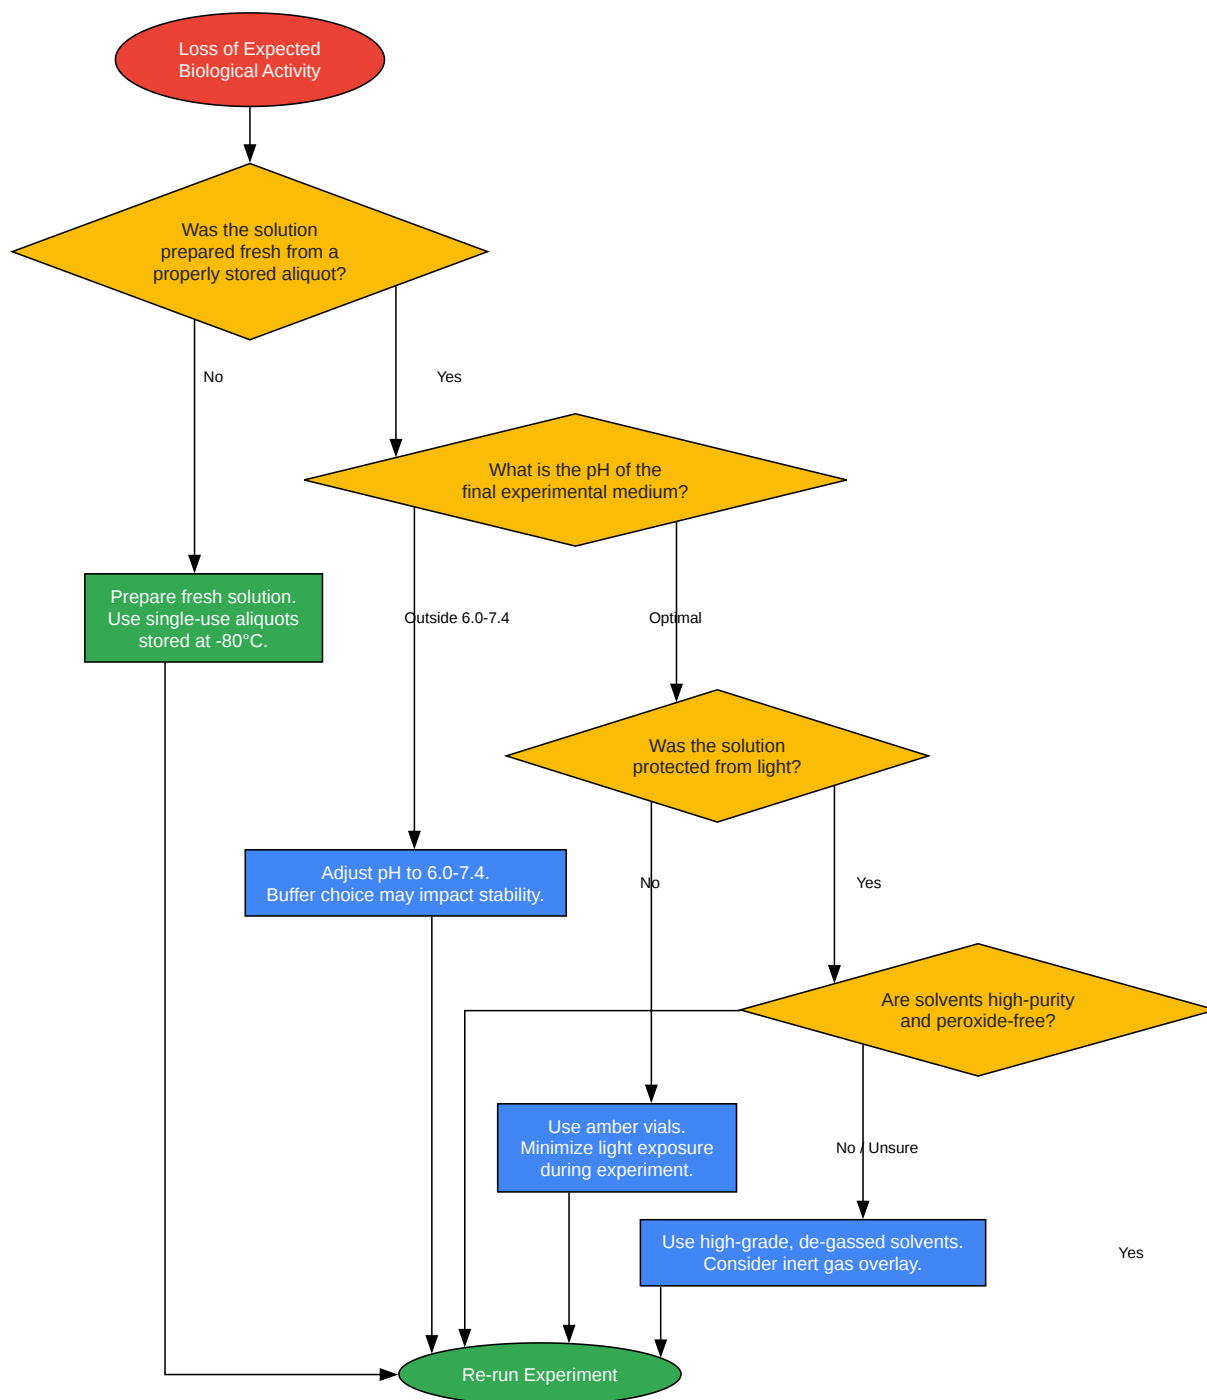 Loss of Expected
Biological Activity
Was the solution
prepared fresh from a
properly stored aliquot?
No
Yes
What is the pH of the
final experimental medium?
Prepare fresh solution.
Use single-use aliquots
stored at -80°C.
Outside 6.0-7.4
Optimal
Was the solution
protected from light?
Adjust pH to 6.0-7.4.
Buffer choice may impact stability.
No
Yes
Are solvents high-purity
and peroxide-free?
Use amber vials.
Minimize light exposure
during experiment.
No / Unsure
Use high-grade, de-gassed solvents.
Consider inert gas overlay.
Yes
Re-run Experiment